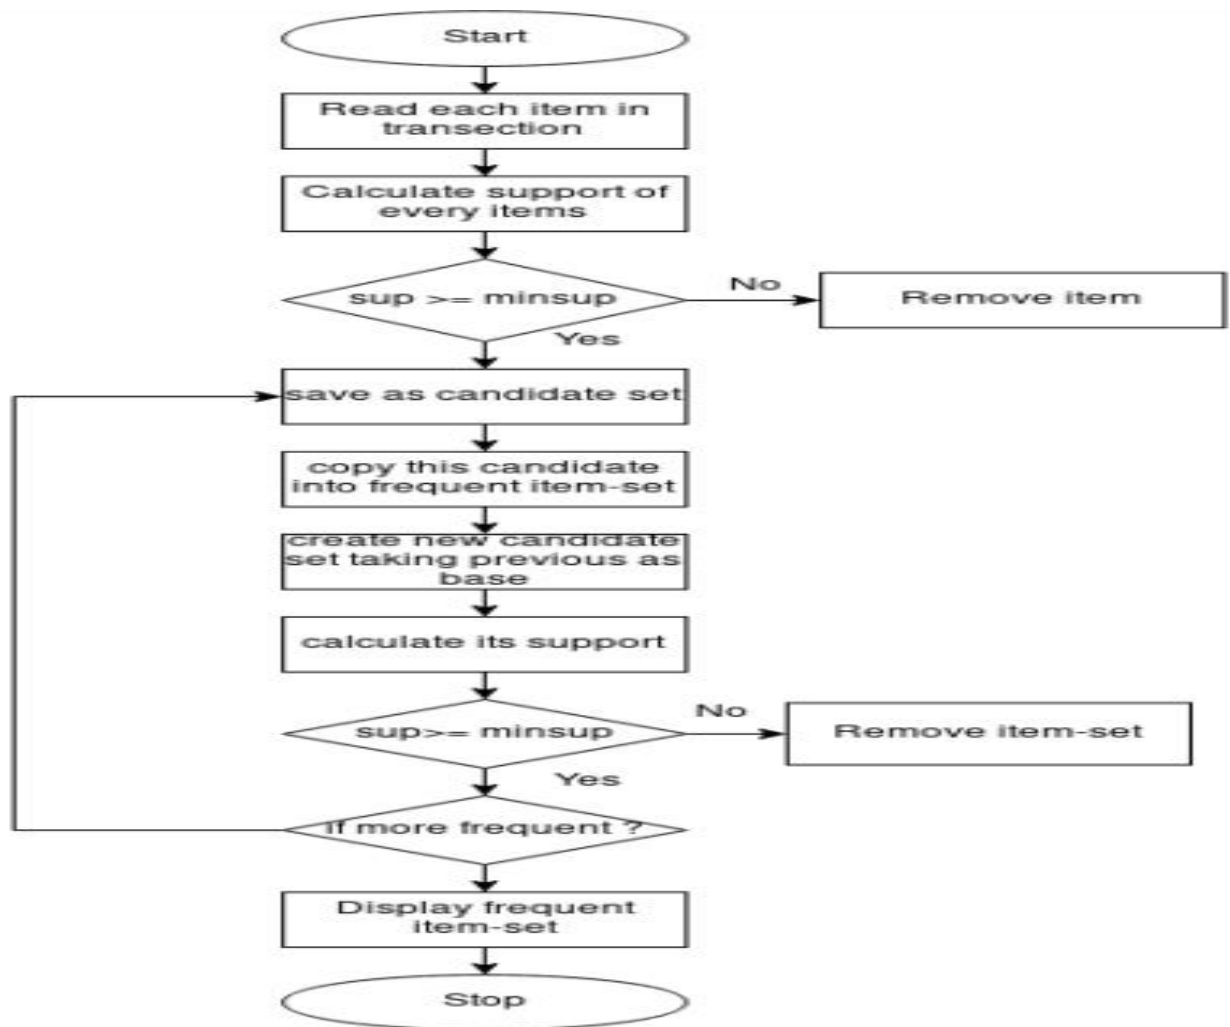 Start
Read each item in
transection
Calculate support of
every items
sup >= minsup
No
Remove item
Yes
save as candidate set
copy this candidate
into frequent item-set
create new candidate
set taking previous as
base
calculate its support
sup>= minsup
No
Remove item-set
Yes
if more frequent ?
Display frequent
item-set
Stop